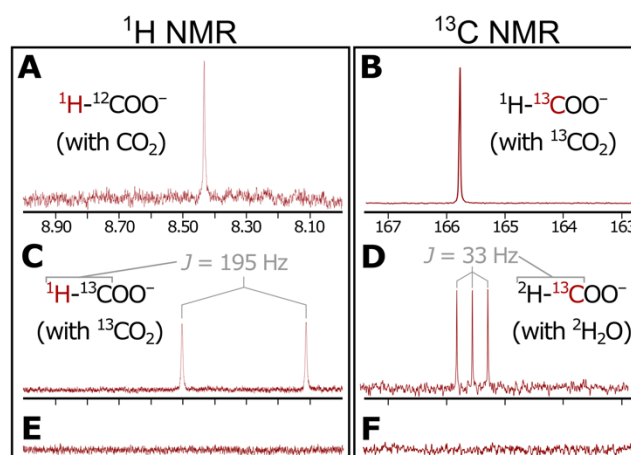 ¹H NMR
¹³C NMR
A
¹H-¹²COO⁻
(with CO₂)
8.90 8.70 8.50 8.30 8.10
B
¹H-¹³COO⁻
(with ¹³CO₂)
167 166 165 164 163
C
J = 195 Hz
¹H-¹³COO⁻
(with ¹³CO₂)
D
J = 33 Hz
²H-¹³COO⁻
(with ²H₂O)
E
F